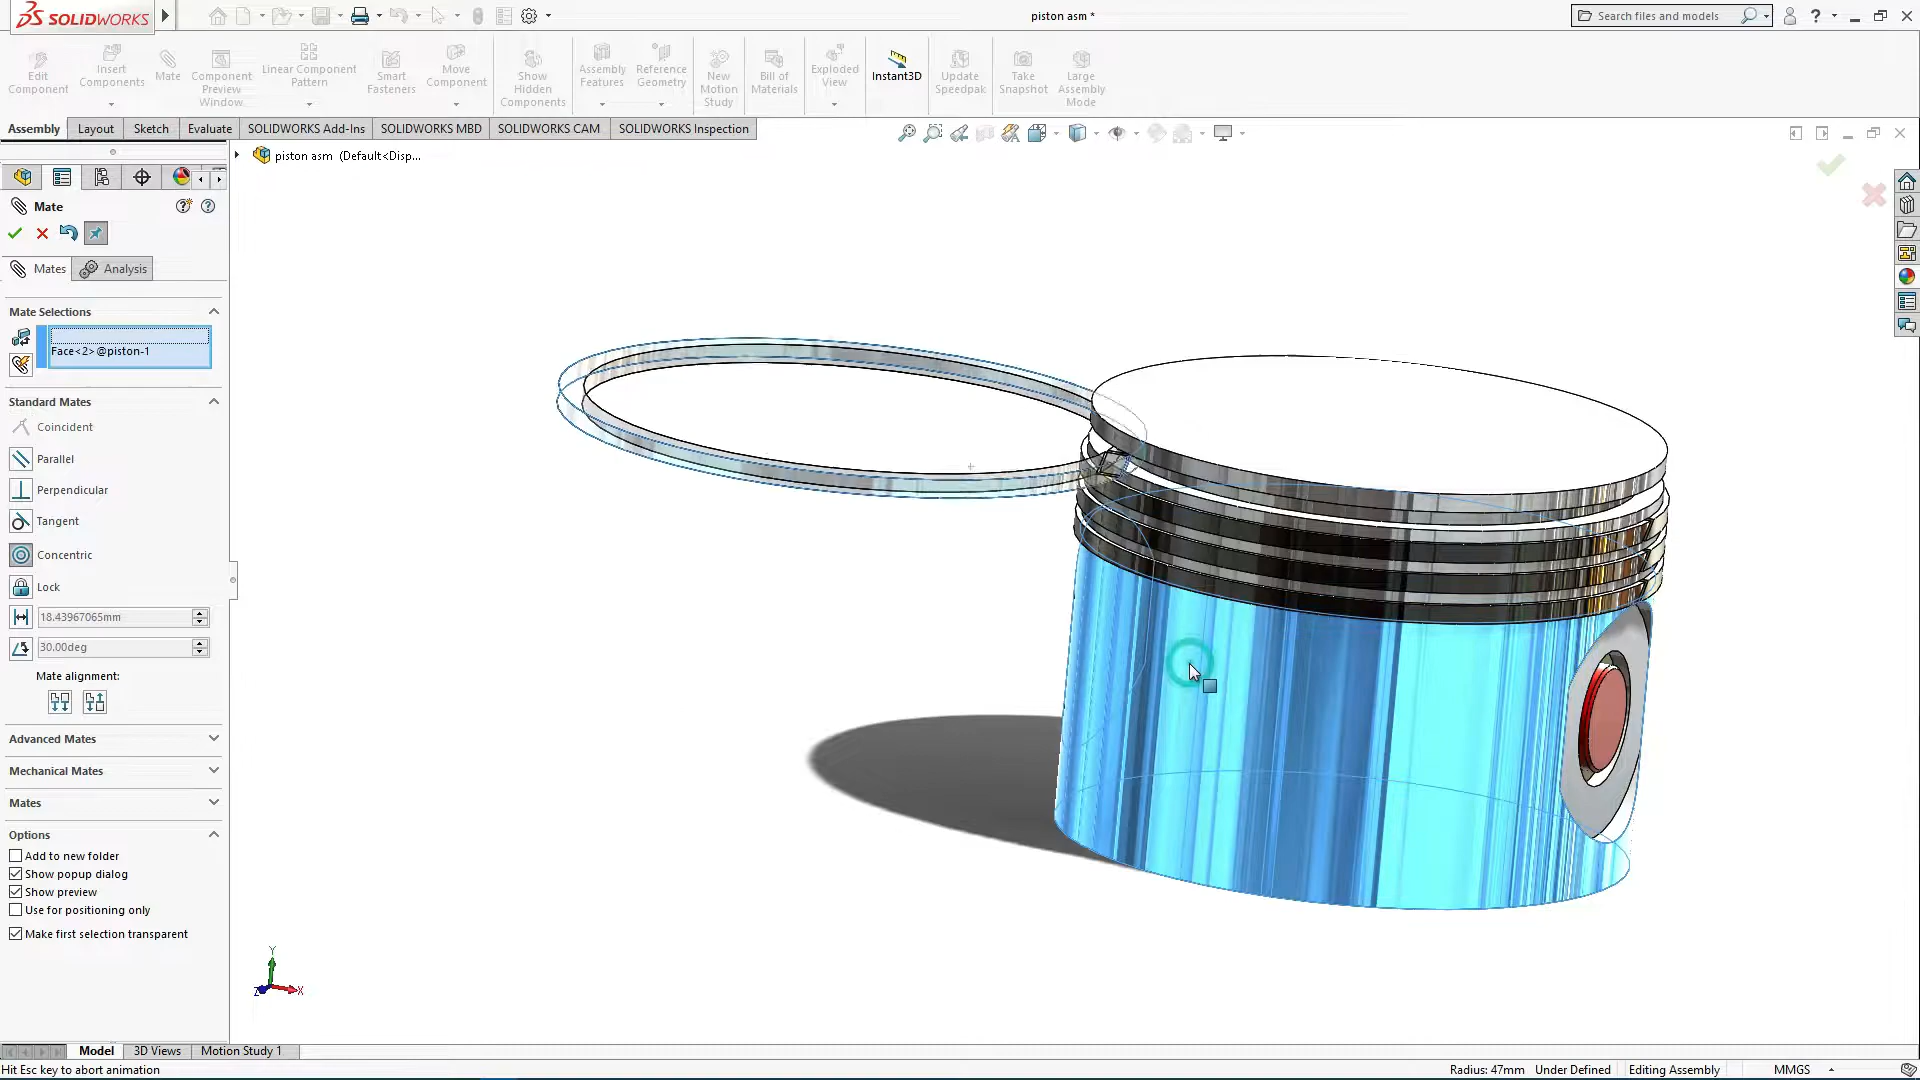 SOLIDWORKS
piston asm *
Search files and models
Edit
Component
Insert
Components
Mate
Component
Preview
Window
Linear Component
Pattern
Smart
Fasteners
Move
Component
Show
Hidden
Components
Assembly
Features
Reference
Geometry
New
Motion
Study
Bill of
Materials
Exploded
View
Instant3D
Update
Speedpak
Take
Snapshot
Large
Assembly
Mode
Assembly
Layout
Sketch
Evaluate
SOLIDWORKS Add-Ins
SOLIDWORKS MBD
SOLIDWORKS CAM
SOLIDWORKS Inspection
piston asm (Default<Disp...
Mate
Mates
Analysis
Mate Selections
Face<2>@piston-1
Standard Mates
Coincident
Parallel
Perpendicular
Tangent
Concentric
Lock
18.43967065mm
30.00deg
Mate alignment:
Advanced Mates
Mechanical Mates
Mates
Options
Add to new folder
Show popup dialog
Show preview
Use for positioning only
Make first selection transparent
Y
Z
X
Model
3D Views
Motion Study 1
Hit Esc key to abort animation
Radius: 47mm
Under Defined
Editing Assembly
MMGS